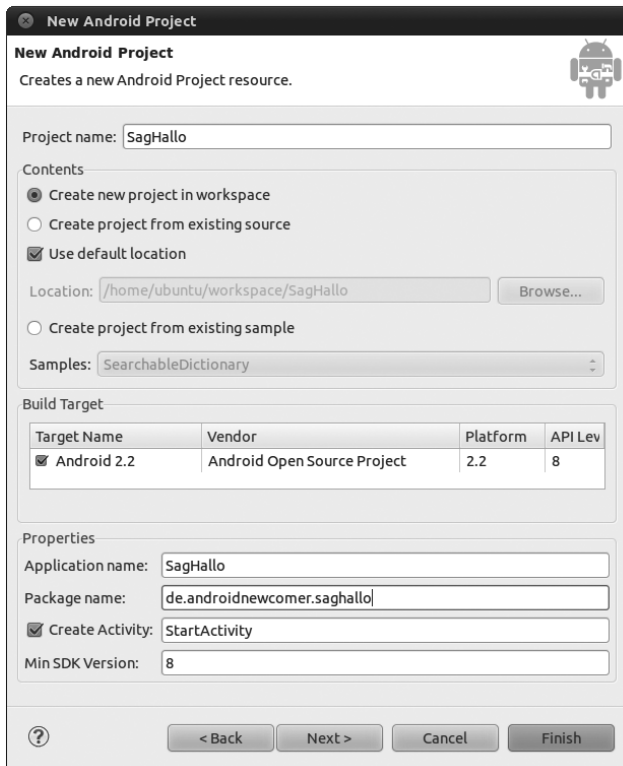 New Android Project
New Android Project
Creates a new Android Project resource.
Project name: SagHallo
Contents
Create new project in workspace
Create project from existing source
Use default location
Location: /home/ubuntu/workspace/SagHallo Browse...
Create project from existing sample
Samples: SearchableDictionary
Build Target
Target Name Vendor Platform API Lev
Android 2.2 Android Open Source Project 2.2 8
Properties
Application name: SagHallo
Package name: de.androidnewcomer.saghallo
Create Activity: StartActivity
Min SDK Version: 8
? < Back Next > Cancel Finish